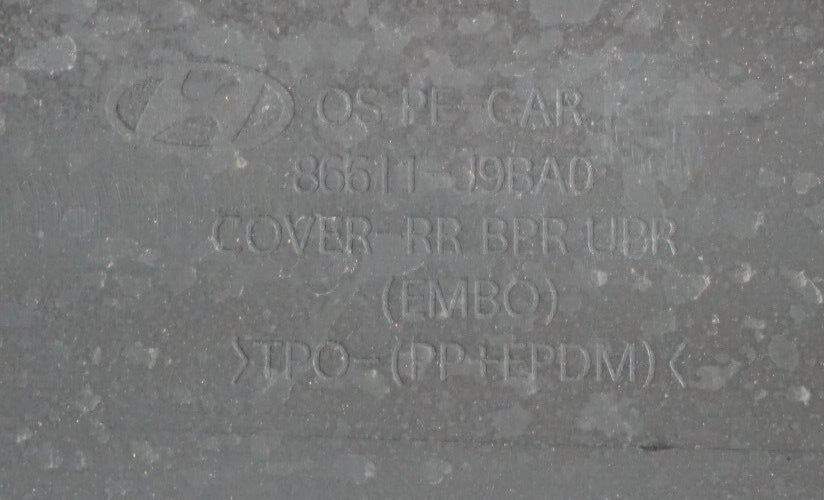 OS PE CAR
86611-J9BA0
COVER-RR BPR UBR
(EMBO)
>TPO-(PP+EPDM)<